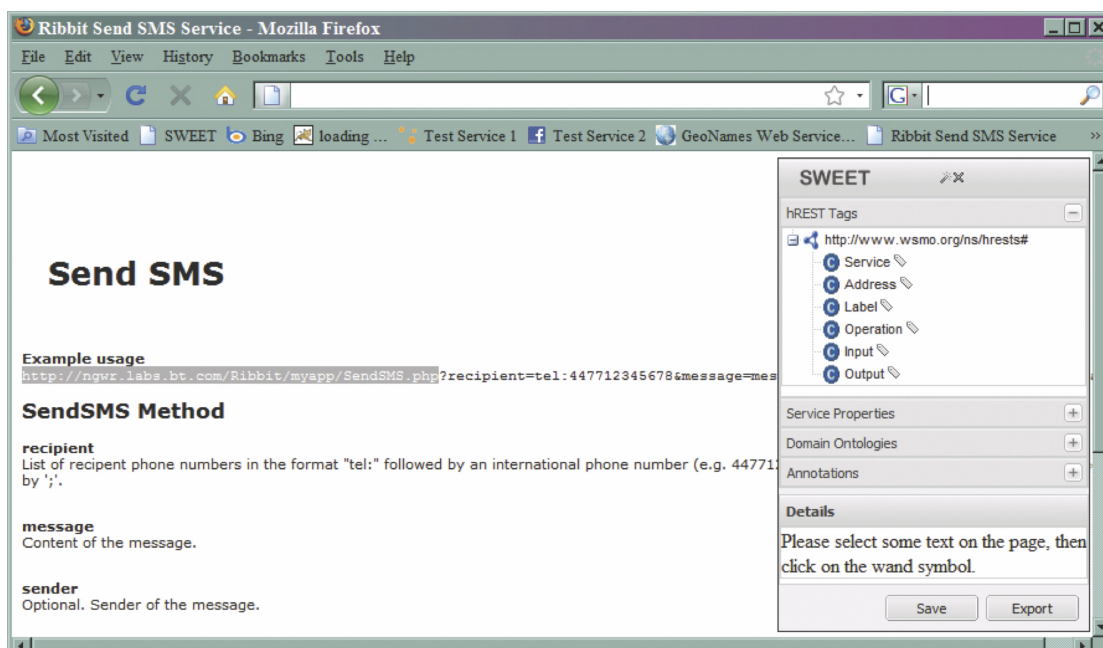 Ribbit Send SMS Service - Mozilla Firefox
File Edit View History Bookmarks Tools Help
G
Most Visited SWEET Bing loading ... Test Service 1 Test Service 2 GeoNames Web Service... Ribbit Send SMS Service »
Send SMS
Example usage
http://ngwr.labs.bt.com/Ribbit/myapp/SendSMS.php?recipient=tel:447712345678&message=mes
SendSMS Method
recipient
List of recipent phone numbers in the format "tel:" followed by an international phone number (e.g. 44771
by ';'.
message
Content of the message.
sender
Optional. Sender of the message.
SWEET
hREST Tags
http://www.wsmo.org/ns/hrests#
C Service
C Address
C Label
C Operation
C Input
C Output
Service Properties
Domain Ontologies
Annotations
Details
Please select some text on the page, then
click on the wand symbol.
Save Export